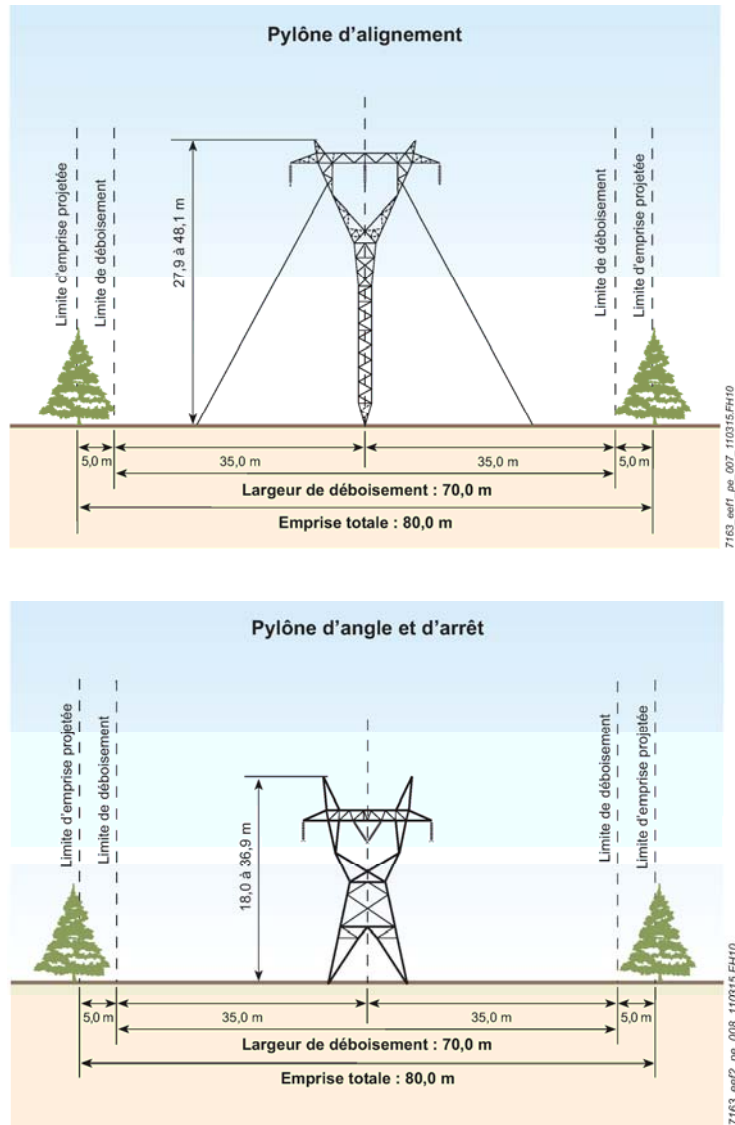 Pylône d'alignement
Limite d'emprise projetée
Limite de déboisement
27,9 à 48,1 m
Limite de déboisement
Limite d'emprise projetée
5,0 m
35,0 m
35,0 m
5,0 m
Largeur de déboisement : 70,0 m
Emprise totale : 80,0 m
7163_eef1_pe_007_110315.FH10
Pylône d'angle et d'arrêt
Limite d'emprise projetée
Limite de déboisement
18,0 à 36,9 m
Limite de déboisement
Limite d'emprise projetée
5,0 m
35,0 m
35,0 m
5,0 m
Largeur de déboisement : 70,0 m
Emprise totale : 80,0 m
7163_eef2_pe_008_110315.FH10